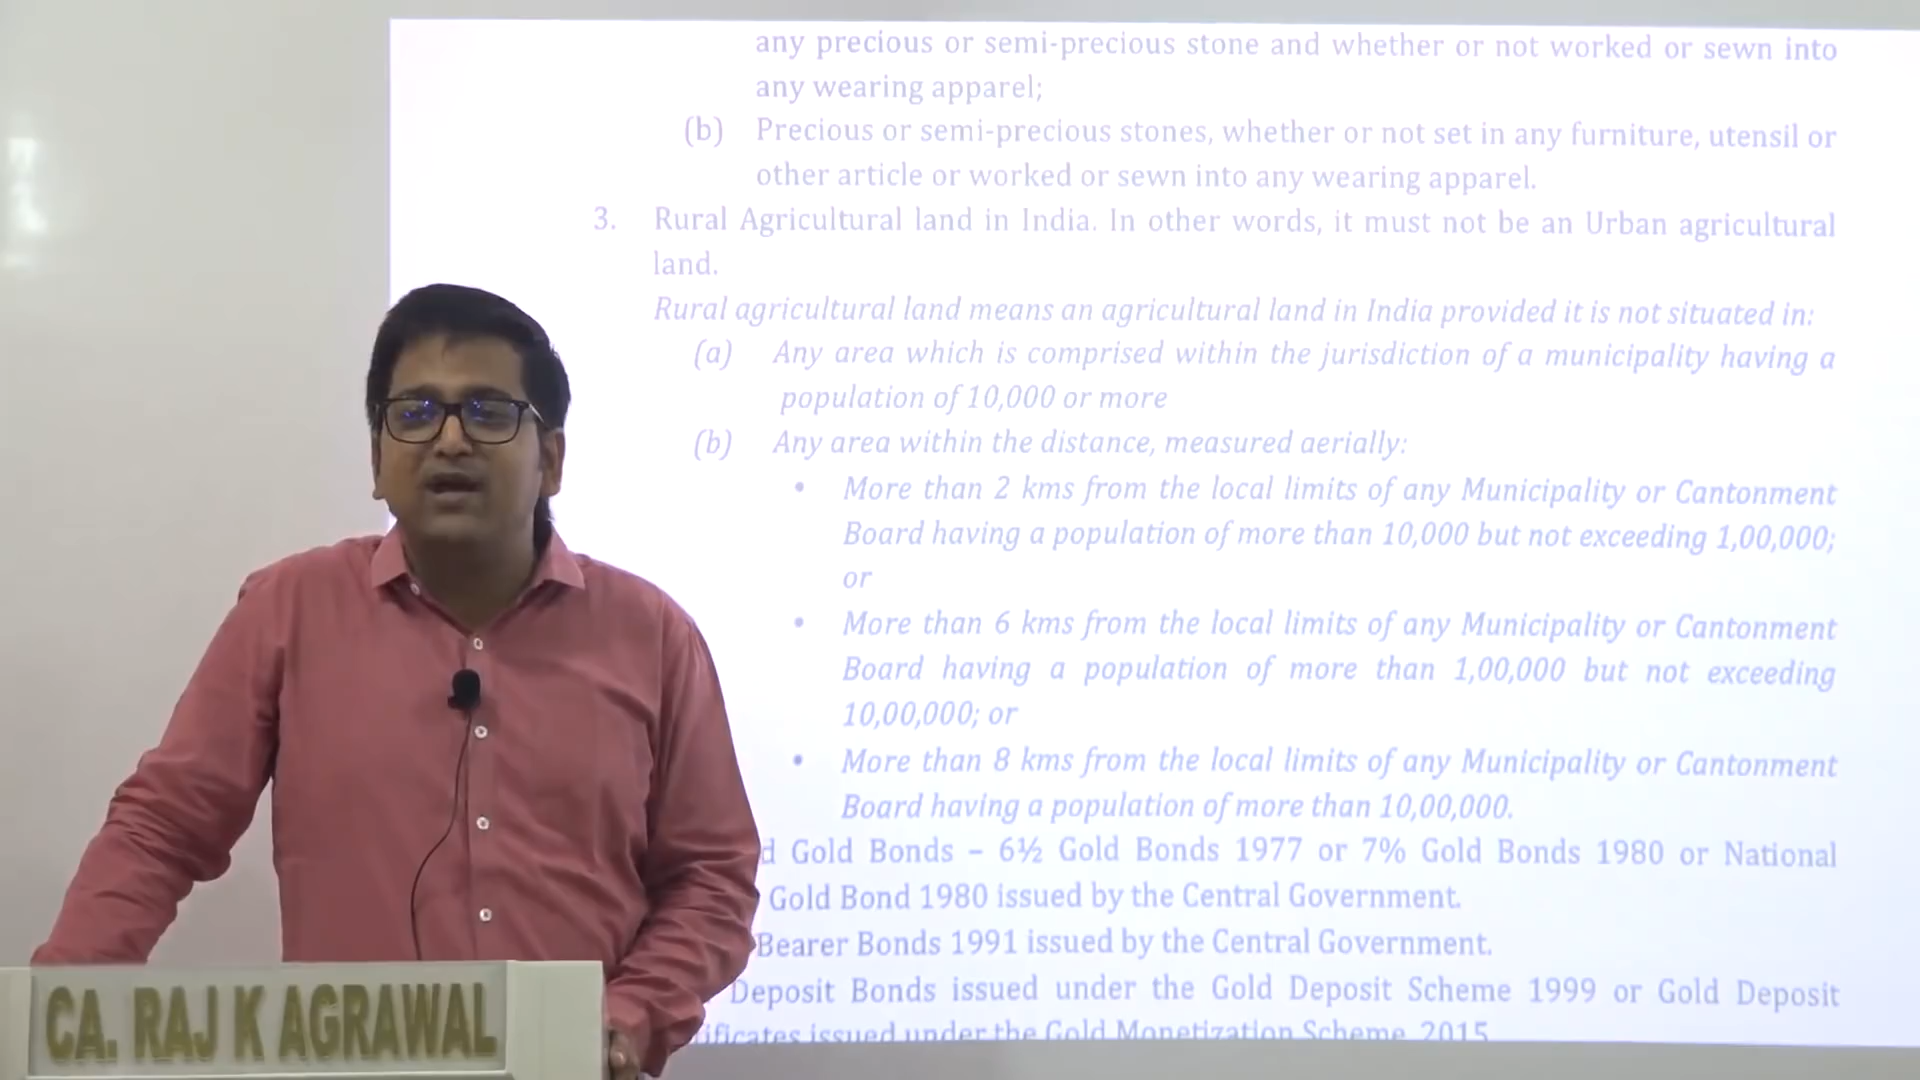 any precious or semi-precious stone and whether or not worked or sewn into
any wearing apparel;
(b) Precious or semi-precious stones, whether or not set in any furniture, utensil or
other article or worked or sewn into any wearing apparel.
3. Rural Agricultural land in India. In other words, it must not be an Urban agricultural
land.
Rural agricultural land means an agricultural land in India provided it is not situated in:
(a) Any area which is comprised within the jurisdiction of a municipality having a
population of 10,000 or more
(b) Any area within the distance, measured aerially:
• More than 2 kms from the local limits of any Municipality or Cantonment
Board having a population of more than 10,000 but not exceeding 1,00,000;
or
• More than 6 kms from the local limits of any Municipality or Cantonment
Board having a population of more than 1,00,000 but not exceeding
10,00,000; or
• More than 8 kms from the local limits of any Municipality or Cantonment
Board having a population of more than 10,00,000.
d Gold Bonds – 6½ Gold Bonds 1977 or 7% Gold Bonds 1980 or National
Gold Bond 1980 issued by the Central Government.
Bearer Bonds 1991 issued by the Central Government.
Deposit Bonds issued under the Gold Deposit Scheme 1999 or Gold Deposit
ificates issued under the Gold Monetization Scheme, 2015
CA. RAJ K AGRAWAL